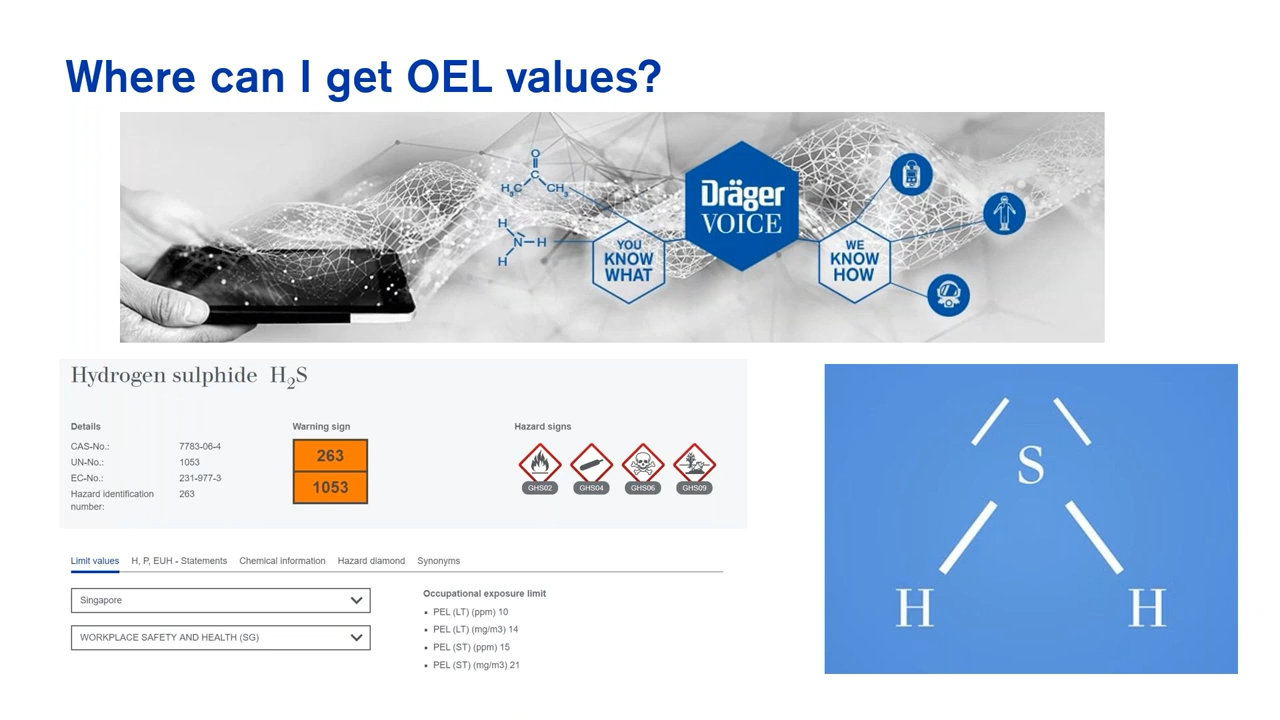 Where can I get OEL values?
O
C
H3C CH3
H
N H
H
YOU
KNOW
WHAT
Dräger
VOICE
WE
KNOW
HOW
Hydrogen sulphide H2S
Details
CAS-No.: 7783-06-4
UN-No.: 1053
EC-No.: 231-977-3
Hazard identification 263
number:
Warning sign
263
1053
Hazard signs
GHS02 GHS04 GHS06 GHS09
Limit values H, P, EUH - Statements Chemical information Hazard diamond Synonyms
Singapore
WORKPLACE SAFETY AND HEALTH (SG)
Occupational exposure limit
• PEL (LT) (ppm) 10
• PEL (LT) (mg/m3) 14
• PEL (ST) (ppm) 15
• PEL (ST) (mg/m3) 21
S
H H